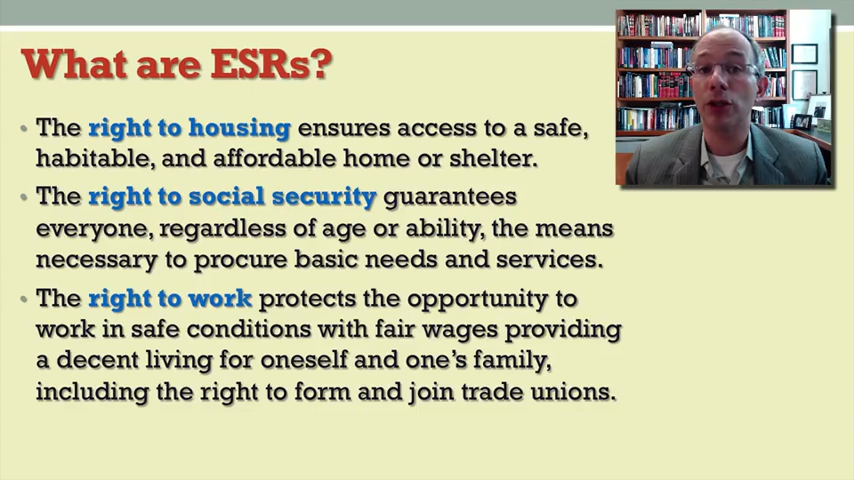 What are ESRs?
• The right to housing ensures access to a safe,
habitable, and affordable home or shelter.
• The right to social security guarantees
everyone, regardless of age or ability, the means
necessary to procure basic needs and services.
• The right to work protects the opportunity to
work in safe conditions with fair wages providing
a decent living for oneself and one's family,
including the right to form and join trade unions.